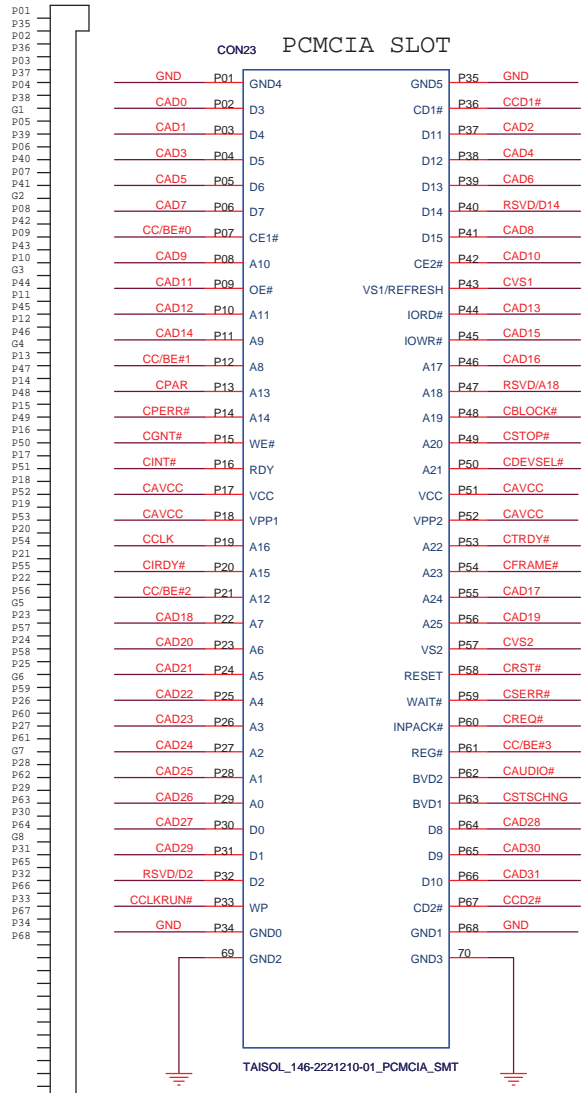 P01
P35
P02
P36
P03
P37
P04
P38
G1
P05
P39
P06
P40
P07
P41
G2
P08
P42
P09
P43
P10
G3
P44
P11
P45
P12
P46
G4
P13
P47
P14
P48
P15
P49
P16
P50
P17
P51
P18
P52
P19
P53
P20
P54
P21
P55
P22
P56
G5
P23
P57
P24
P58
P25
G6
P59
P26
P60
P27
P61
G7
P28
P62
P29
P63
P30
P64
G8
P31
P65
P32
P66
P33
P67
P34
P68
CON23 PCMCIA SLOT
GND P01 GND4 GND5 P35 GND
CAD0 P02 D3 CD1# P36 CCD1#
CAD1 P03 D4 D11 P37 CAD2
CAD3 P04 D5 D12 P38 CAD4
CAD5 P05 D6 D13 P39 CAD6
CAD7 P06 D7 D14 P40 RSVD/D14
CC/BE#0 P07 CE1# D15 P41 CAD8
CAD9 P08 A10 CE2# P42 CAD10
CAD11 P09 OE# VS1/REFRESH P43 CVS1
CAD12 P10 A11 IORD# P44 CAD13
CAD14 P11 A9 IOWR# P45 CAD15
CC/BE#1 P12 A8 A17 P46 CAD16
CPAR P13 A13 A18 P47 RSVD/A18
CPERR# P14 A14 A19 P48 CBLOCK#
CGNT# P15 WE# A20 P49 CSTOP#
CINT# P16 RDY A21 P50 CDEVSEL#
CAVCC P17 VCC VCC P51 CAVCC
CAVCC P18 VPP1 VPP2 P52 CAVCC
CCLK P19 A16 A22 P53 CTRDY#
CIRDY# P20 A15 A23 P54 CFRAME#
CC/BE#2 P21 A12 A24 P55 CAD17
CAD18 P22 A7 A25 P56 CAD19
CAD20 P23 A6 VS2 P57 CVS2
CAD21 P24 A5 RESET P58 CRST#
CAD22 P25 A4 WAIT# P59 CSERR#
CAD23 P26 A3 INPACK# P60 CREQ#
CAD24 P27 A2 REG# P61 CC/BE#3
CAD25 P28 A1 BVD2 P62 CAUDIO#
CAD26 P29 A0 BVD1 P63 CSTSCHNG
CAD27 P30 D0 D8 P64 CAD28
CAD29 P31 D1 D9 P65 CAD30
RSVD/D2 P32 D2 D10 P66 CAD31
CCLKRUN# P33 WP CD2# P67 CCD2#
GND P34 GND0 GND1 P68 GND
69 GND2 GND3 70
TAISOL_146-2221210-01_PCMCIA_SMT